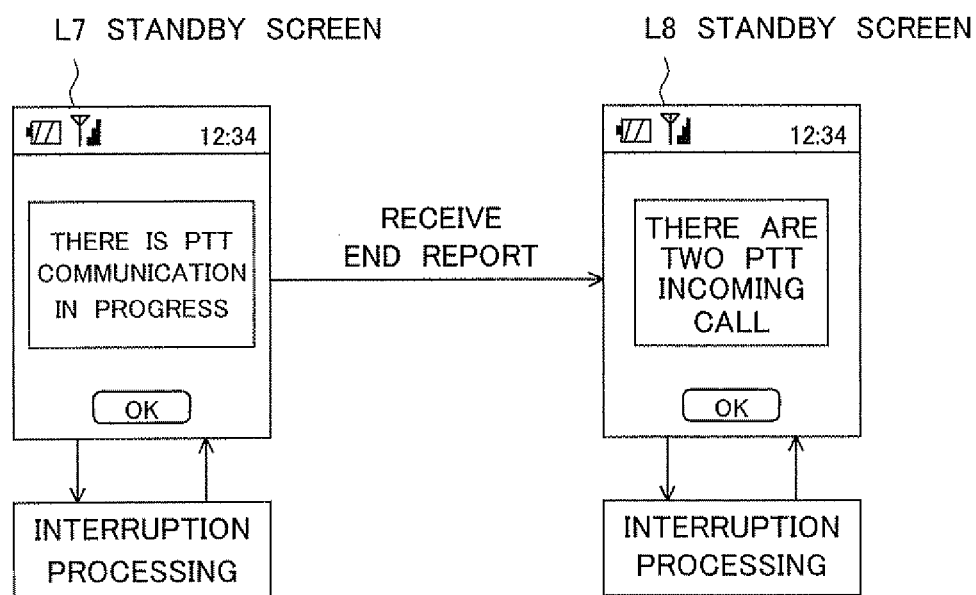 L7 STANDBY SCREEN
L8 STANDBY SCREEN
12:34
12:34
THERE IS PTT
COMMUNICATION
IN PROGRESS
RECEIVE
END REPORT
THERE ARE
TWO PTT
INCOMING
CALL
OK
OK
INTERRUPTION
PROCESSING
INTERRUPTION
PROCESSING